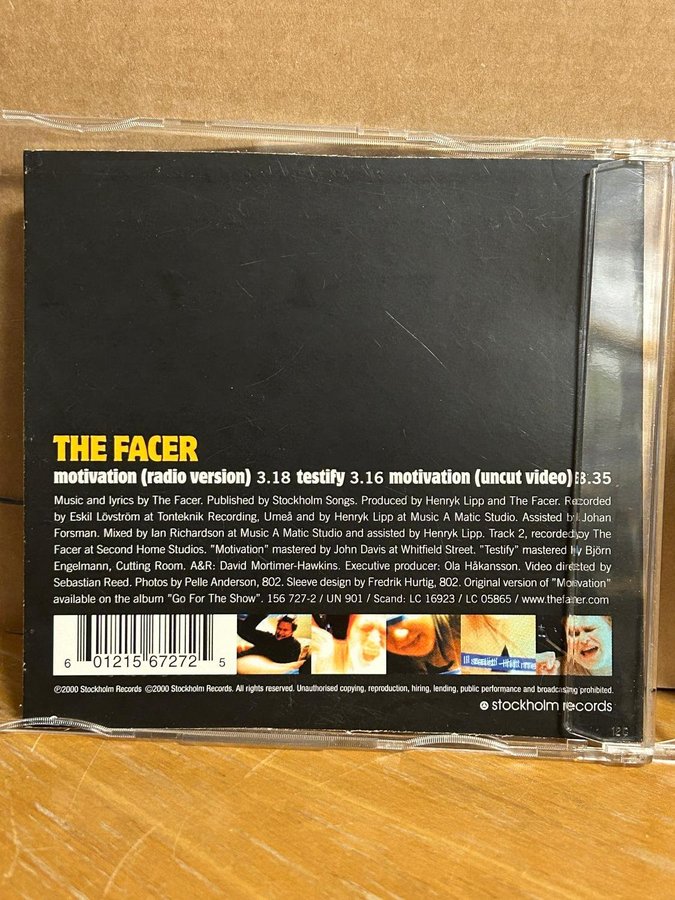 THE FACER
motivation (radio version) 3.18 testify 3.16 motivation (uncut video) 3.35
Music and lyrics by The Facer. Published by Stockholm Songs. Produced by Henryk Lipp and The Facer. Recorded
by Eskil Lövström at Tonteknik Recording, Umeå and by Henryk Lipp at Music A Matic Studio. Assisted by Johan
Forsman. Mixed by Ian Richardson at Music A Matic Studio and assisted by Henryk Lipp. Track 2, recorded by The
Facer at Second Home Studios. "Motivation" mastered by John Davis at Whitfield Street. "Testify" mastered by Björn
Engelmann, Cutting Room. A&R: David Mortimer-Hawkins. Executive producer: Ola Håkansson. Video directed by
Sebastian Reed. Photos by Pelle Anderson, 802. Sleeve design by Fredrik Hurtig, 802. Original version of "Motivation"
available on the album "Go For The Show". 156 727-2 / UN 901 / Scand: LC 16923 / LC 05865 / www.thefacer.com
6 01215 67272 5
℗2000 Stockholm Records ©2000 Stockholm Records. All rights reserved. Unauthorised copying, reproduction, hiring, lending, public performance and broadcasting prohibited.
stockholm records